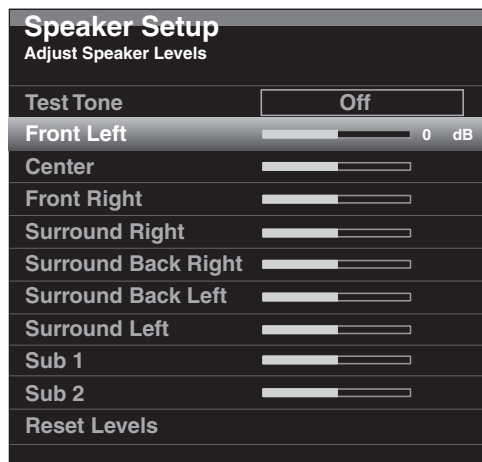 Speaker Setup
Adjust Speaker Levels
Test Tone Off
Front Left 0 dB
Center
Front Right
Surround Right
Surround Back Right
Surround Back Left
Surround Left
Sub 1
Sub 2
Reset Levels